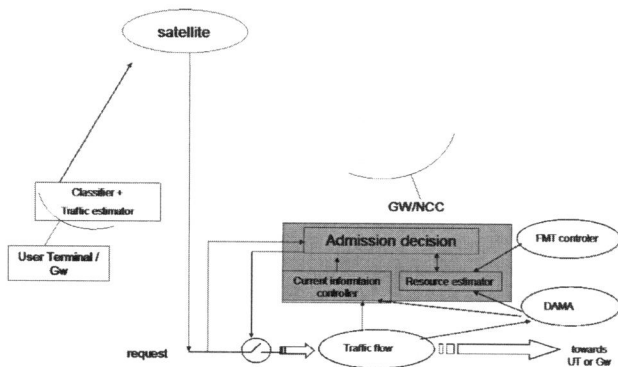 satellite
Classifier +
Traffic estimator
User Terminal /
Gw
GW/NCC
Admission decision
FMT controler
Current informtaion
controller
Resource estimator
DAMA
Traffic flow
request
towards
UT or Gw